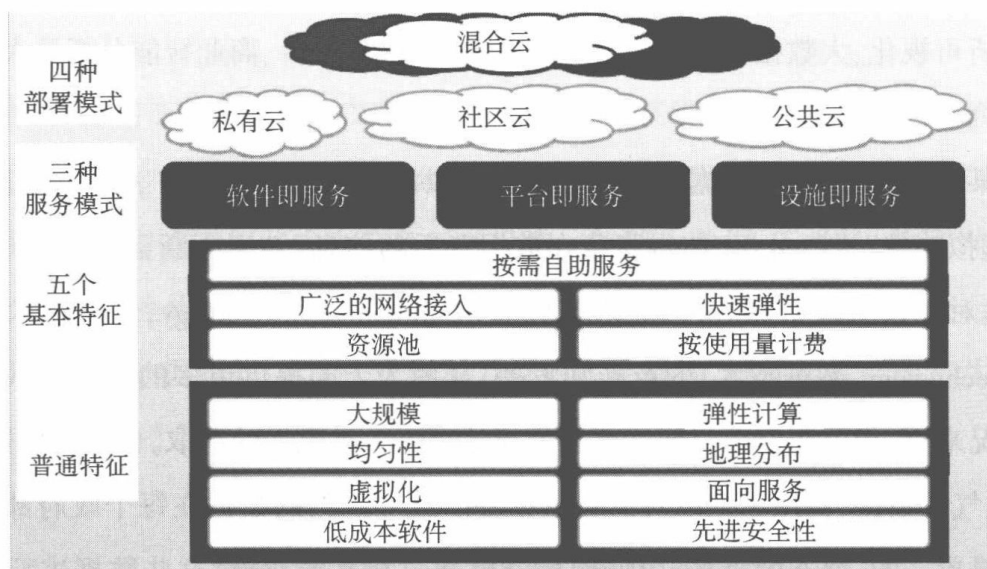 混合云
四种
部署模式
私有云
社区云
公共云
三种
服务模式
软件即服务
平台即服务
设施即服务
五个
基本特征
按需自助服务
广泛的网络接入
快速弹性
资源池
按使用量计费
普通特征
大规模
弹性计算
均匀性
地理分布
虚拟化
面向服务
低成本软件
先进安全性